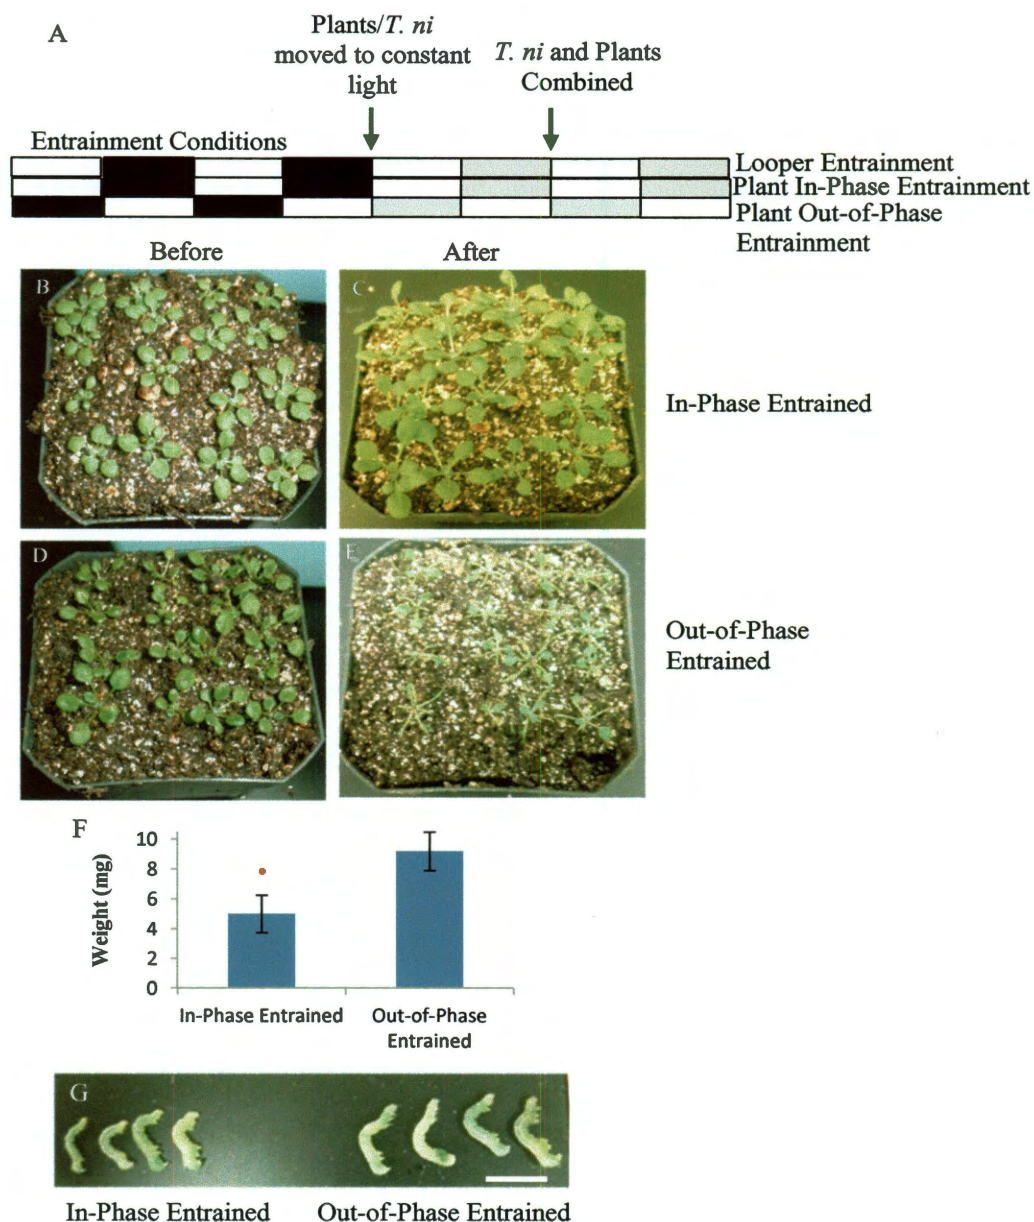 A
Plants/T. ni
moved to constant
light
T. ni and Plants
Combined
Entrainment Conditions
Looper Entrainment
Plant In-Phase Entrainment
Plant Out-of-Phase
Entrainment
Before
After
B
C
In-Phase Entrained
D
E
Out-of-Phase
Entrained
F
Weight (mg)
10
8
6
4
2
0
In-Phase Entrained
Out-of-Phase
Entrained
G
In-Phase Entrained
Out-of-Phase Entrained